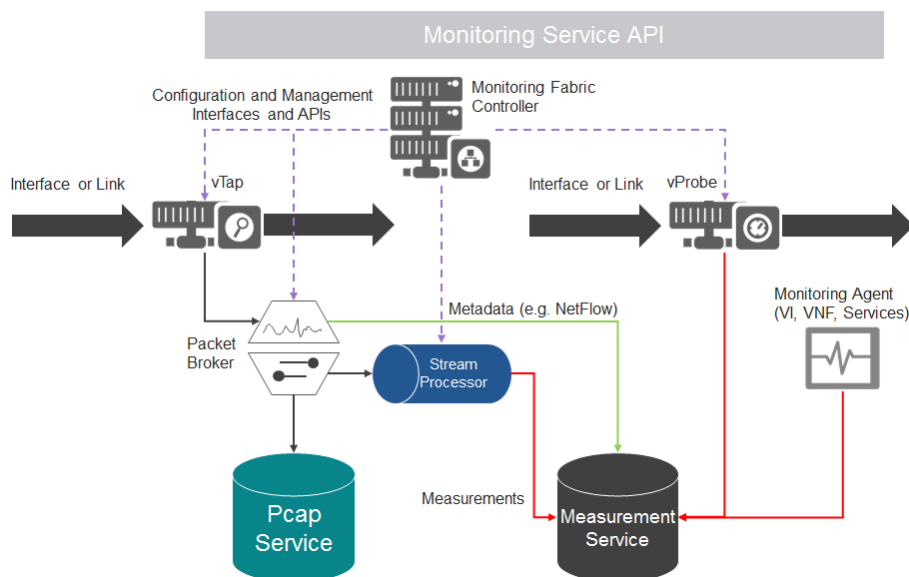 Monitoring Service API
Configuration and Management
Interfaces and APIs
Monitoring Fabric
Controller
Interface or Link
vTap
Interface or Link
vProbe
Metadata (e.g. NetFlow)
Monitoring Agent
(VI, VNF, Services)
Packet
Broker
Stream
Processor
Measurements
Pcap
Service
Measurement
Service